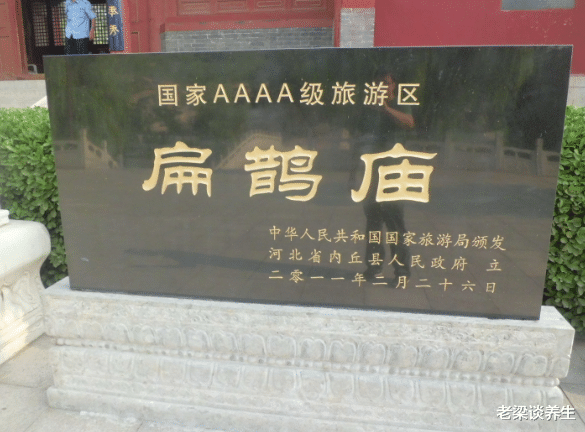 国家AAAA级旅游区
扁鹊庙
中华人民共和国国家旅游局颁发
河北省内丘县人民政府 立
二零一一年二月二十六日
老梁谈养生